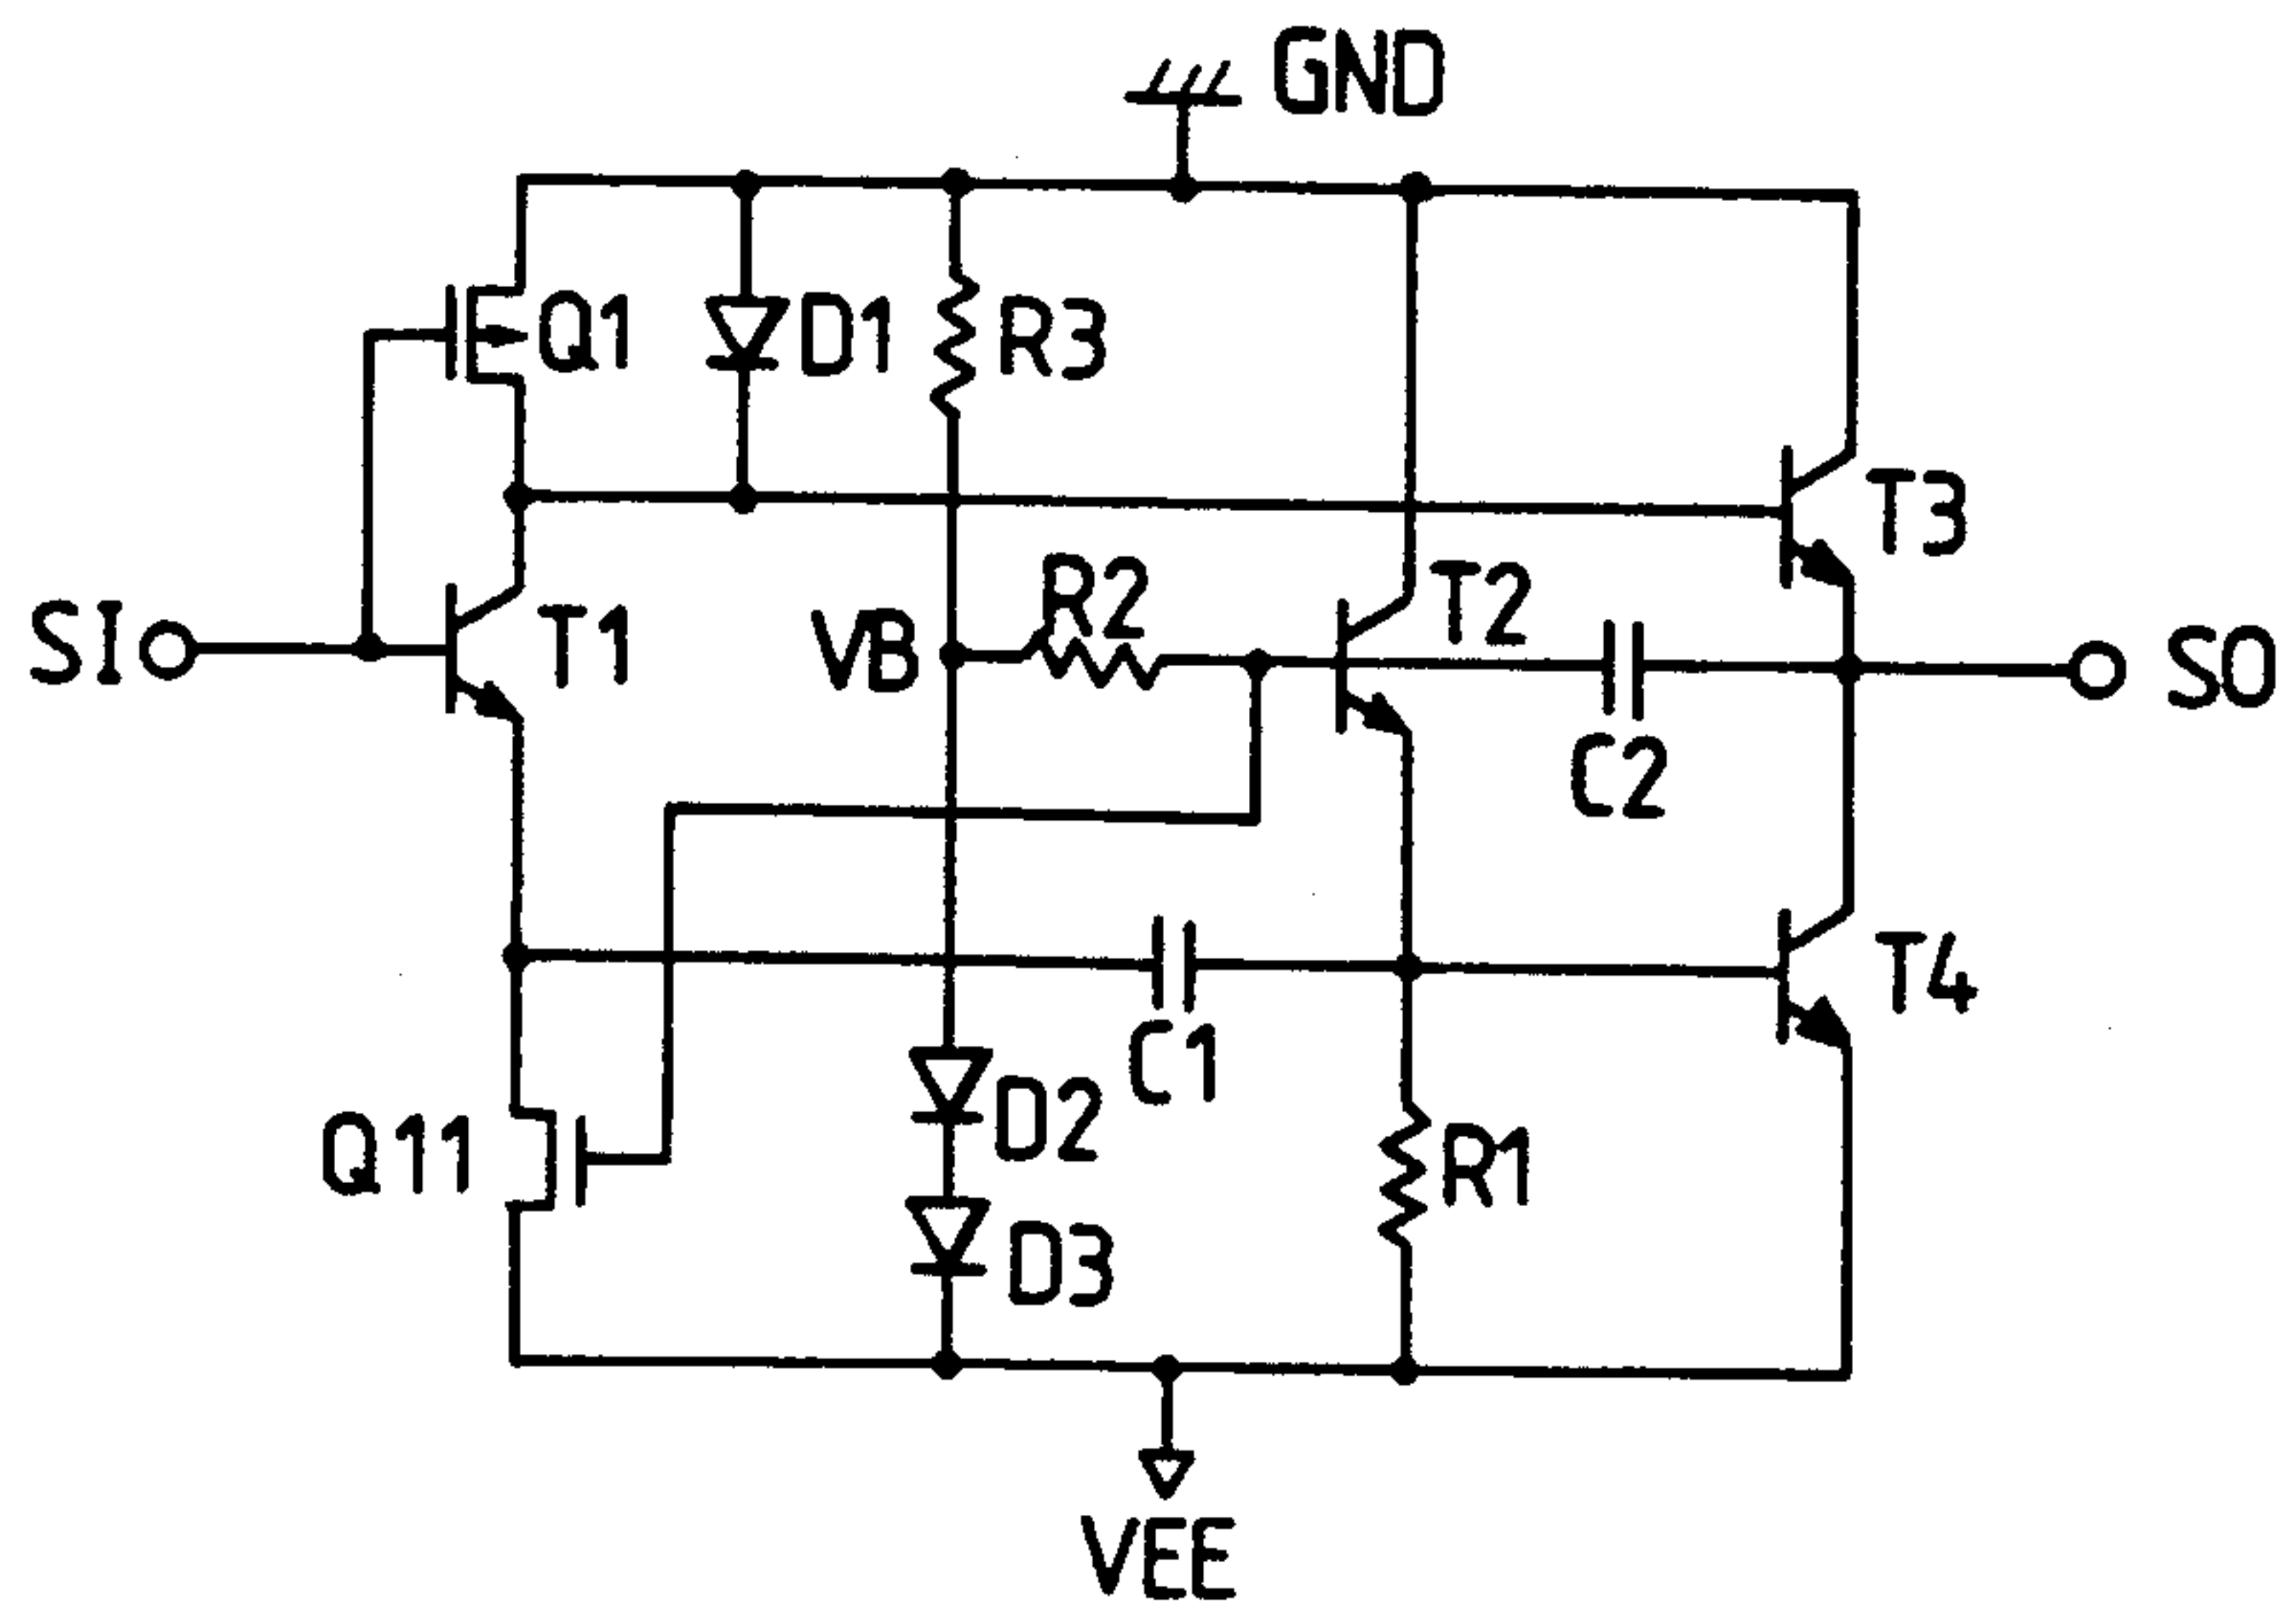 GND
Q1
D1
R3
T3
R2
T2
SI
T1
VB
SO
C2
T4
C1
D2
Q11
R1
D3
VEE